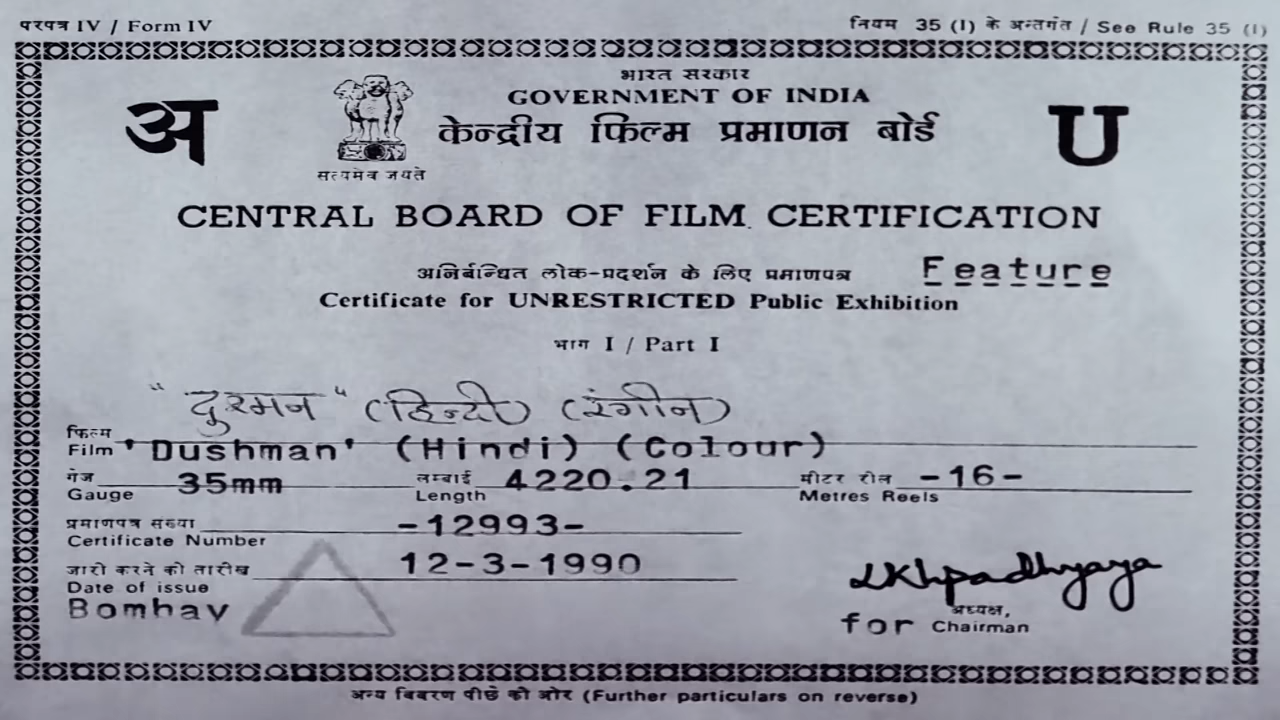 परपत्र IV / Form IV
नियम 35 (I) के अन्तर्गत / See Rule 35 (I)
भारत सरकार
GOVERNMENT OF INDIA
अ
केन्द्रीय फिल्म प्रमाणन बोर्ड
U
सत्यमेव जयते
CENTRAL BOARD OF FILM CERTIFICATION
अनिर्बन्धित लोक-प्रदर्शन के लिए प्रमाणपत्र
Feature
Certificate for UNRESTRICTED Public Exhibition
भाग I / Part I
"दुश्मन" (हिन्दी) (रंगीन)
फिल्म
Film 'Dushman' (Hindi) (Colour)
गेज
Gauge 35mm
लम्बाई
Length 4220.21
मीटर रील
Metres Reels -16-
प्रमाणपत्र संख्या
Certificate Number -12993-
जारी करने की तारीख
Date of issue 12-3-1990
Bombay
अध्यक्ष,
for Chairman
अन्य विवरण पीछे की ओर (Further particulars on reverse)